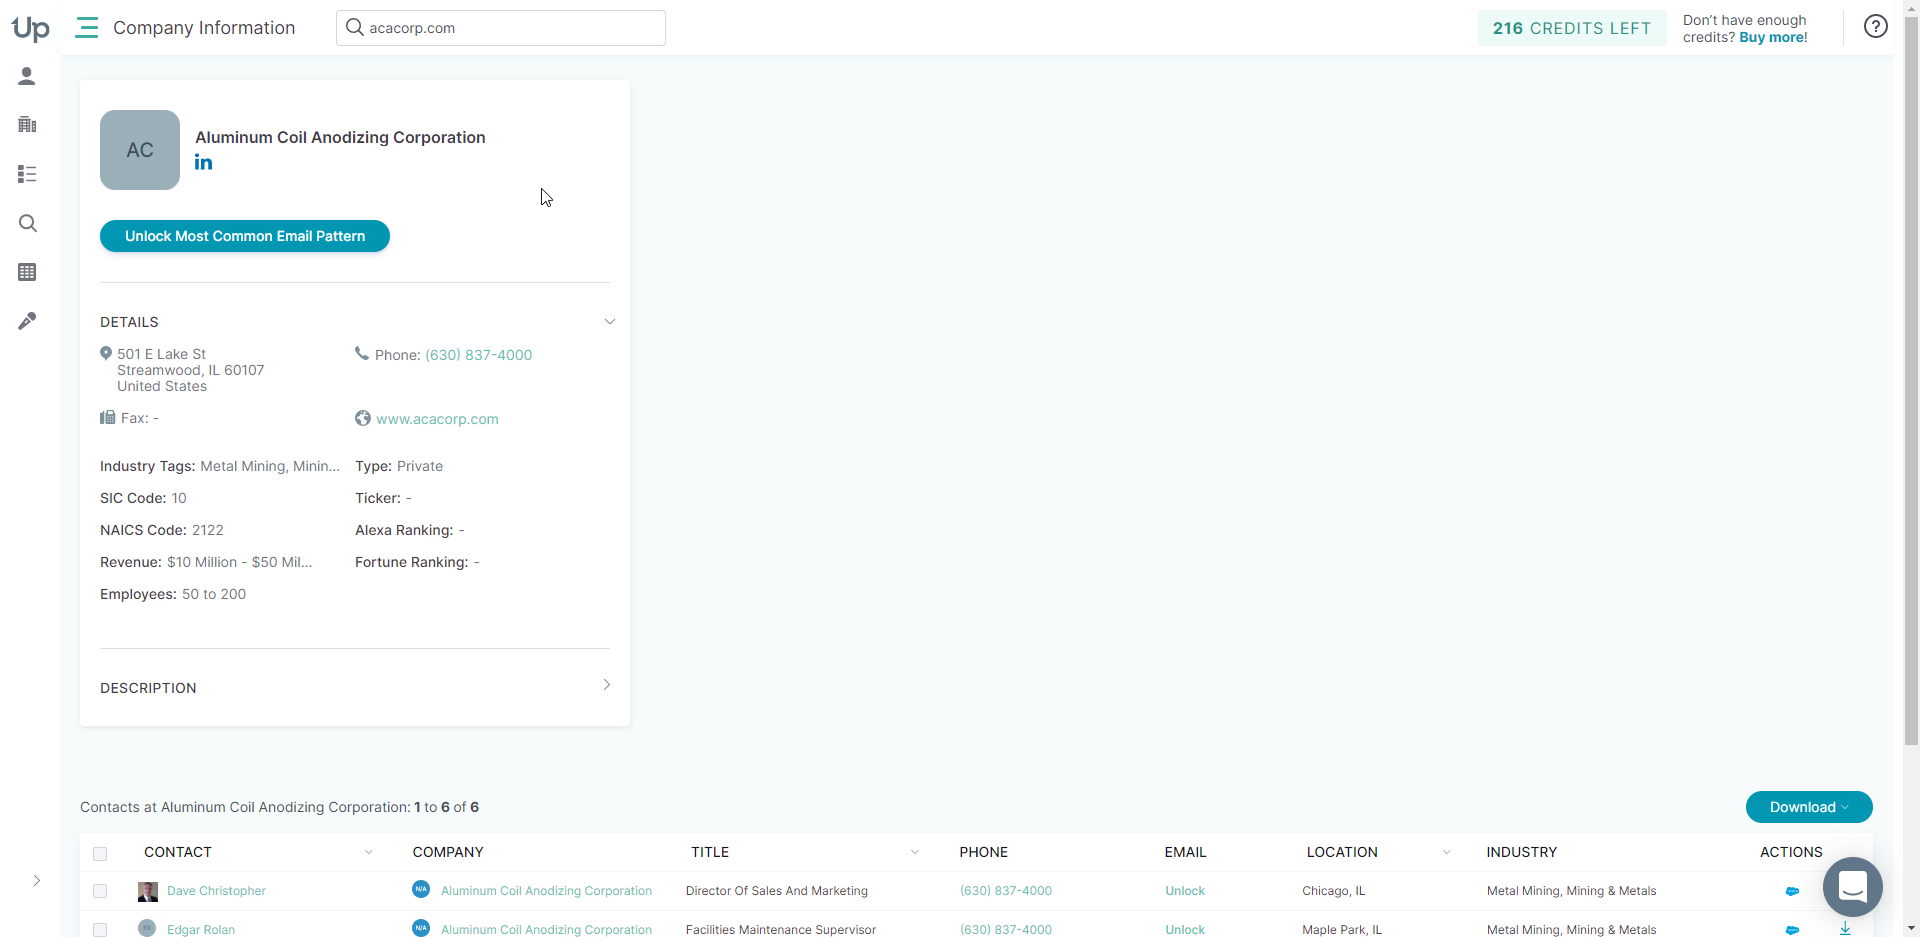 Up
Company Information
acacorp.com
216 CREDITS LEFT
Don't have enough
credits? Buy more!
AC
Aluminum Coil Anodizing Corporation
in
Unlock Most Common Email Pattern
DETAILS
501 E Lake St
Streamwood, IL 60107
United States
Phone: (630) 837-4000
Fax: -
www.acacorp.com
Industry Tags: Metal Mining, Minin...
Type: Private
SIC Code: 10
Ticker: -
NAICS Code: 2122
Alexa Ranking: -
Revenue: $10 Million - $50 Mil...
Fortune Ranking: -
Employees: 50 to 200
DESCRIPTION
Contacts at Aluminum Coil Anodizing Corporation: 1 to 6 of 6
Download
CONTACT COMPANY TITLE PHONE EMAIL LOCATION INDUSTRY ACTIONS
Dave Christopher N/A Aluminum Coil Anodizing Corporation Director Of Sales And Marketing (630) 837-4000 Unlock Chicago, IL Metal Mining, Mining & Metals
ER Edgar Rolan N/A Aluminum Coil Anodizing Corporation Facilities Maintenance Supervisor (630) 837-4000 Unlock Maple Park, IL Metal Mining, Mining & Metals